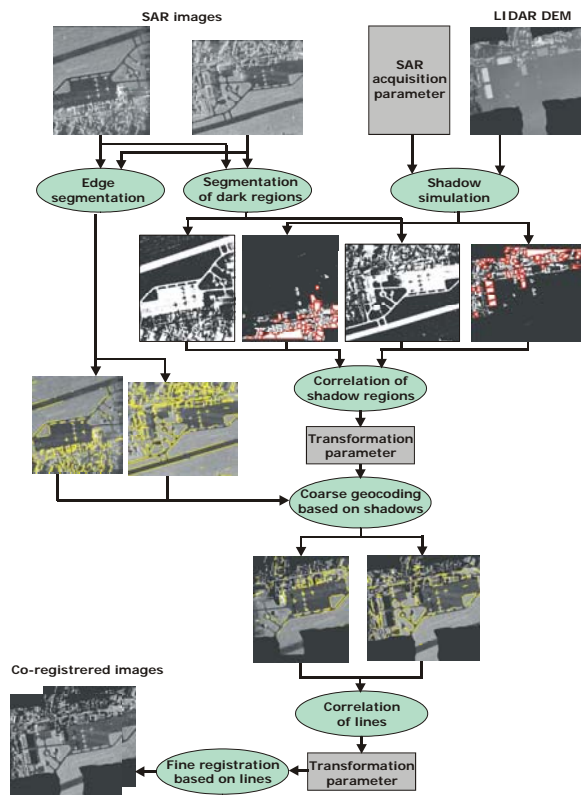 SAR images
LIDAR DEM
SAR
acquisition
parameter
Edge
segmentation
Segmentation
of dark regions
Shadow
simulation
Correlation of
shadow regions
Transformation
parameter
Coarse geocoding
based on shadows
Co-registrered images
Correlation
of lines
Fine registration
based on lines
Transformation
parameter